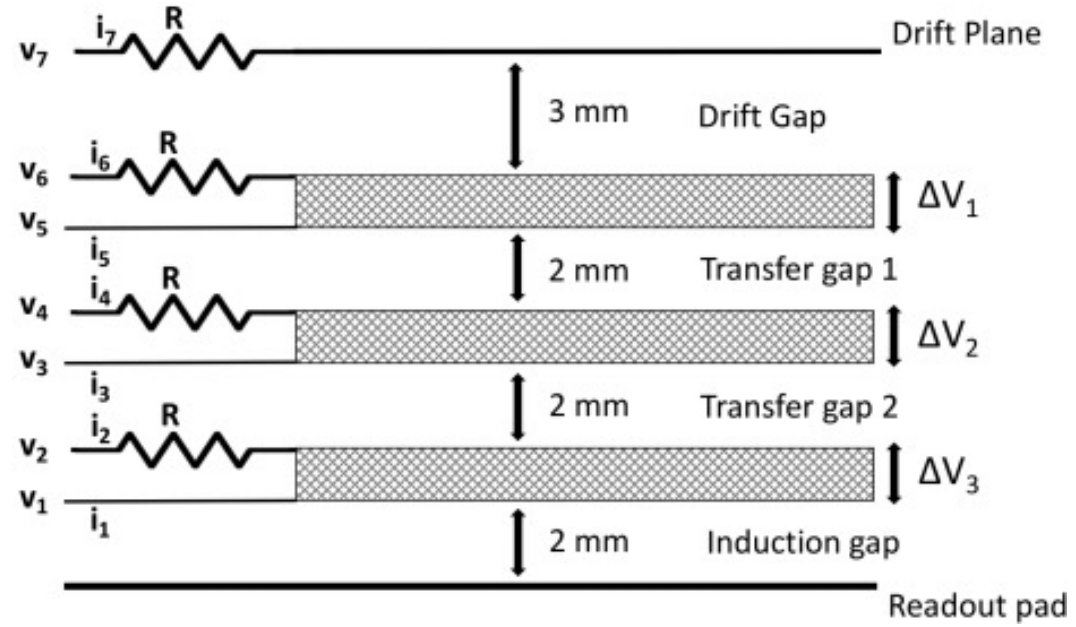 i₇ R Drift Plane
v₇
3 mm Drift Gap
R
i₆
v₆ ΔV₁
v₅
i₅ 2 mm Transfer gap 1
R
i₄
v₄ ΔV₂
v₃
i₃ 2 mm Transfer gap 2
R
i₂
v₂ ΔV₃
v₁
i₁ 2 mm Induction gap
Readout pad